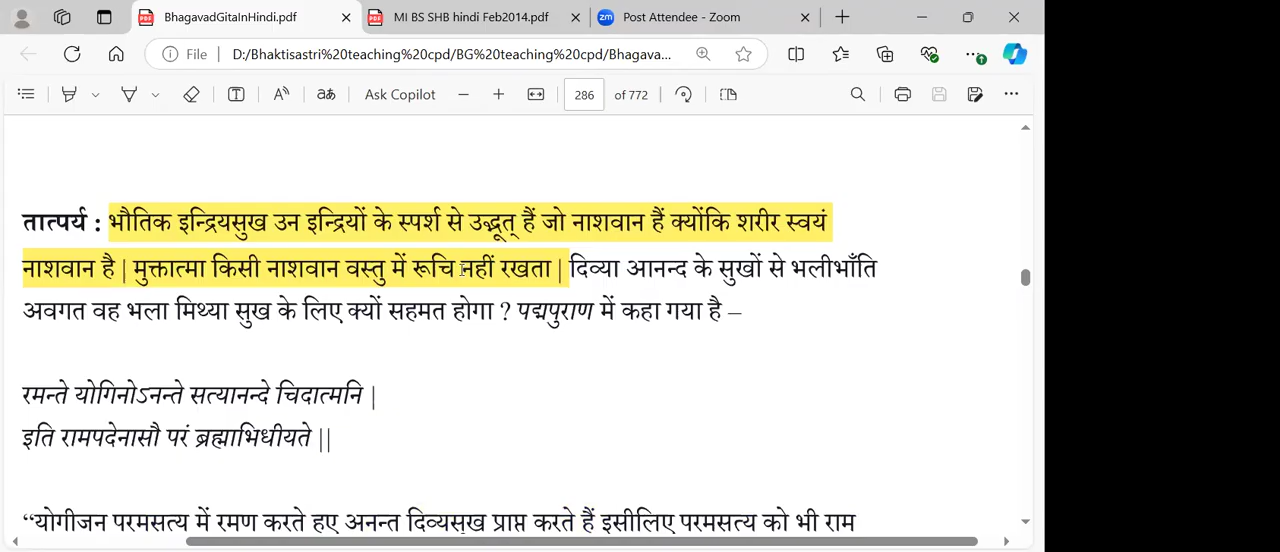 BhagavadGitaInHindi.pdf
MI BS SHB hindi Feb2014.pdf
zm Post Attendee - Zoom
File D:/Bhaktisastri%20teaching%20cpd/BG%20teaching%20cpd/Bhagava...
Ask Copilot 286 of 772
तात्पर्य : भौतिक इन्द्रियसुख उन इन्द्रियों के स्पर्श से उद्भूत् हैं जो नाशवान हैं क्योंकि शरीर स्वयं
नाशवान है | मुक्तात्मा किसी नाशवान वस्तु में रूचि नहीं रखता | दिव्या आनन्द के सुखों से भलीभाँति
अवगत वह भला मिथ्या सुख के लिए क्यों सहमत होगा ? पद्मपुराण में कहा गया है –
रमन्ते योगिनोऽनन्ते सत्यानन्दे चिदात्मनि |
इति रामपदेनासौ परं ब्रह्माभिधीयते ||
“योगीजन परमसत्य में रमण करते हुए अनन्त दिव्यसुख प्राप्त करते हैं इसीलिए परमसत्य को भी राम